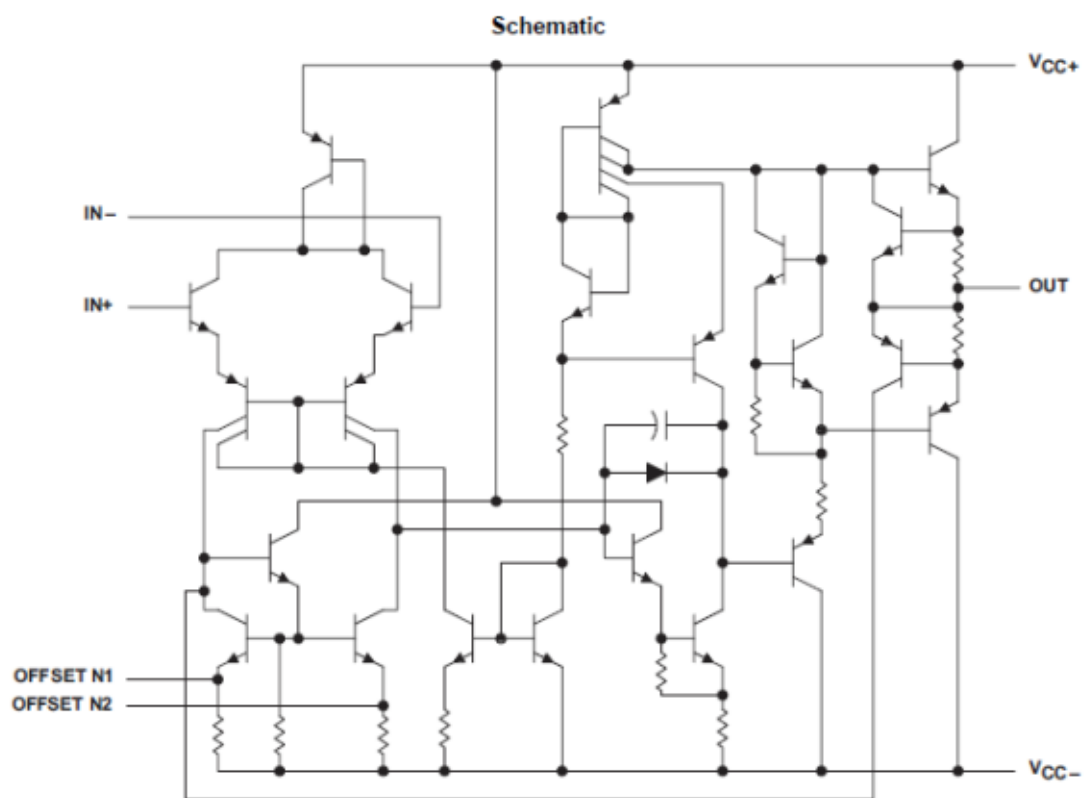 Schematic
VCC+
IN−
IN+
OUT
OFFSET N1
OFFSET N2
VCC−